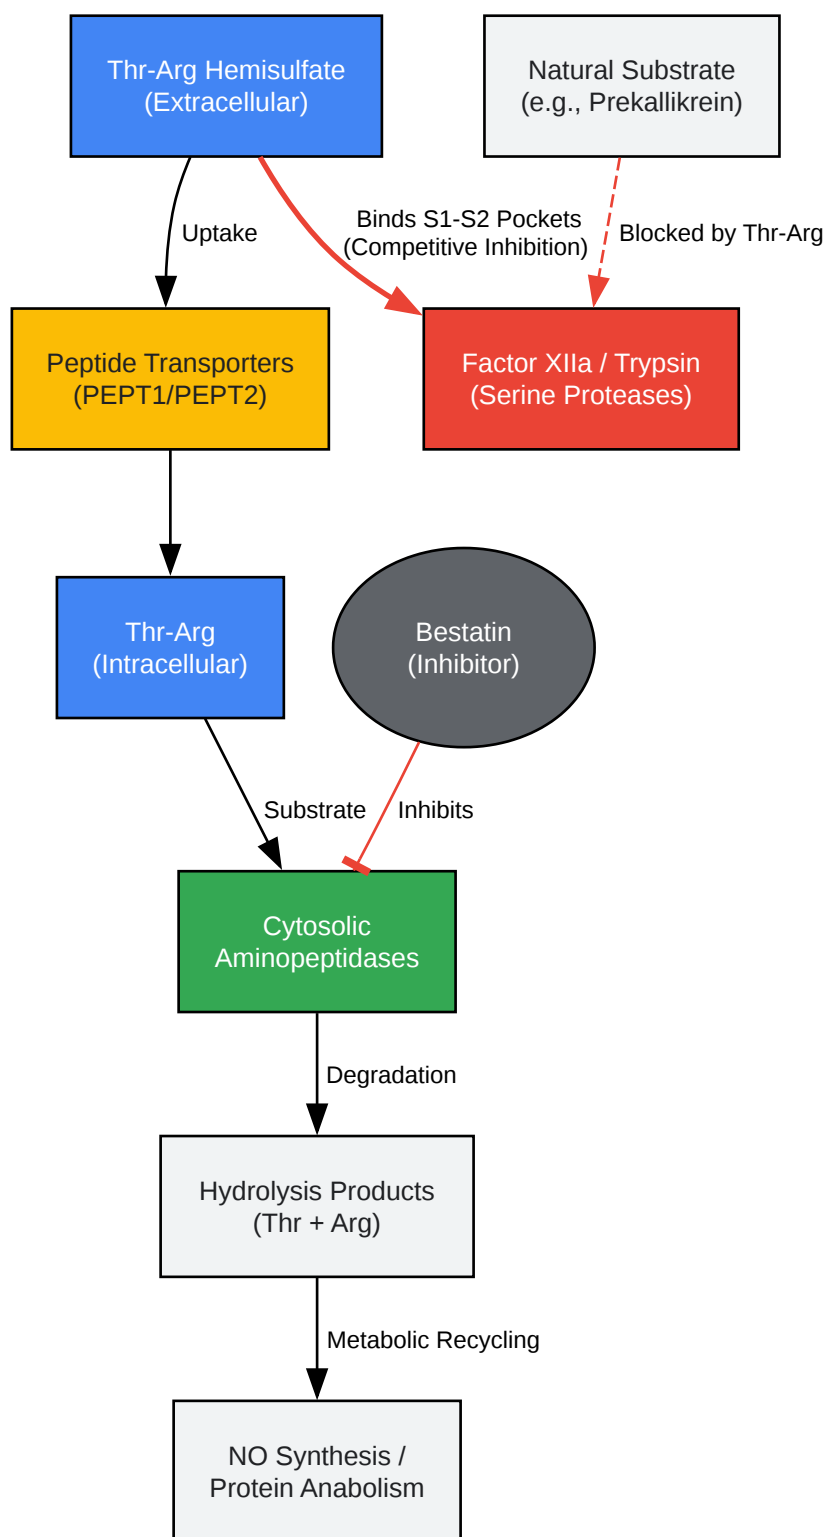 Thr-Arg Hemisulfate
(Extracellular)
Natural Substrate
(e.g., Prekallikrein)
Uptake
Binds S1-S2 Pockets
(Competitive Inhibition)
Blocked by Thr-Arg
Peptide Transporters
(PEPT1/PEPT2)
Factor XIIa / Trypsin
(Serine Proteases)
Thr-Arg
(Intracellular)
Bestatin
(Inhibitor)
Substrate
Inhibits
Cytosolic
Aminopeptidases
Degradation
Hydrolysis Products
(Thr + Arg)
Metabolic Recycling
NO Synthesis /
Protein Anabolism